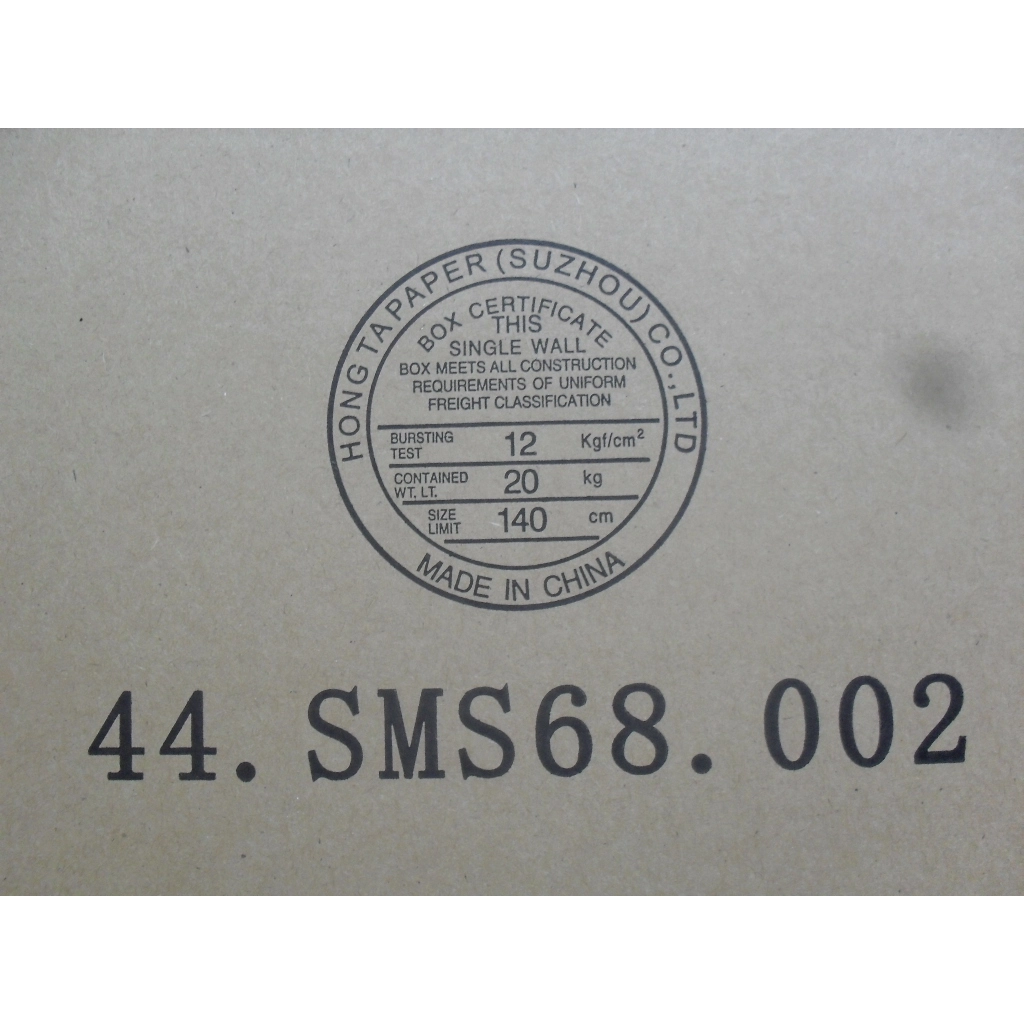 HONG TA PAPER (SUZHOU) CO.,LTD
BOX CERTIFICATE
THIS
SINGLE WALL
BOX MEETS ALL CONSTRUCTION
REQUIREMENTS OF UNIFORM
FREIGHT CLASSIFICATION
BURSTING TEST 12 Kgf/cm²
CONTAINED WT. LT. 20 kg
SIZE LIMIT 140 cm
MADE IN CHINA
44.SMS68.002